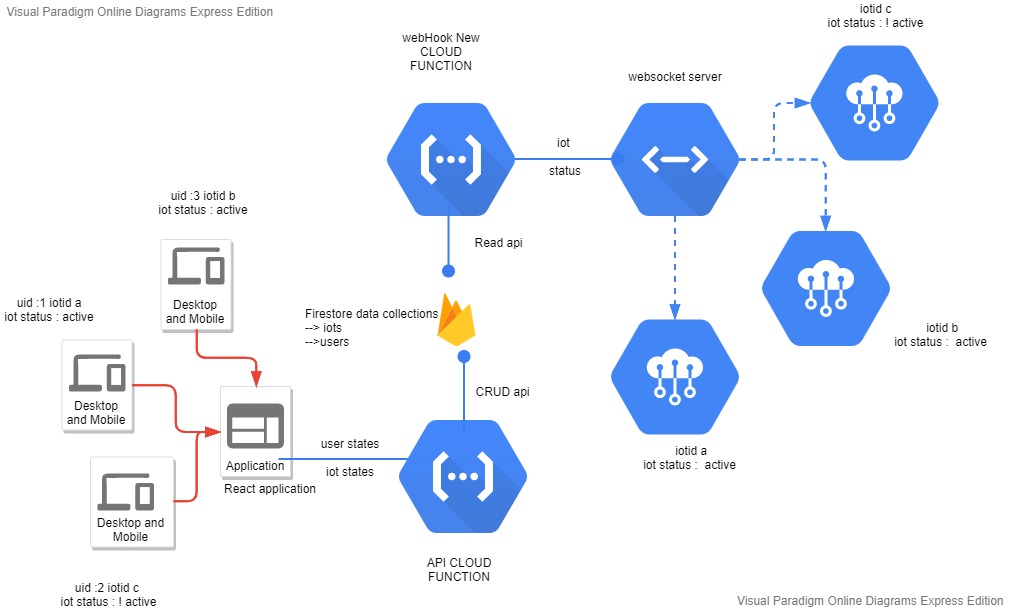 Visual Paradigm Online Diagrams Express Edition
iotid c
iot status : ! active
webHook New
CLOUD
FUNCTION
websocket server
iot
status
uid :3 iotid b
iot status : active
Read api
Desktop
and Mobile
uid :1 iotid a
iot status : active
Firestore data collections
--> iots
-->users
iotid b
iot status :  active
Desktop
and Mobile
CRUD api
user states
iot states
Application
React application
iotid a
iot status :  active
Desktop and
Mobile
API CLOUD
FUNCTION
uid :2 iotid c
iot status : ! active
Visual Paradigm Online Diagrams Express Edition